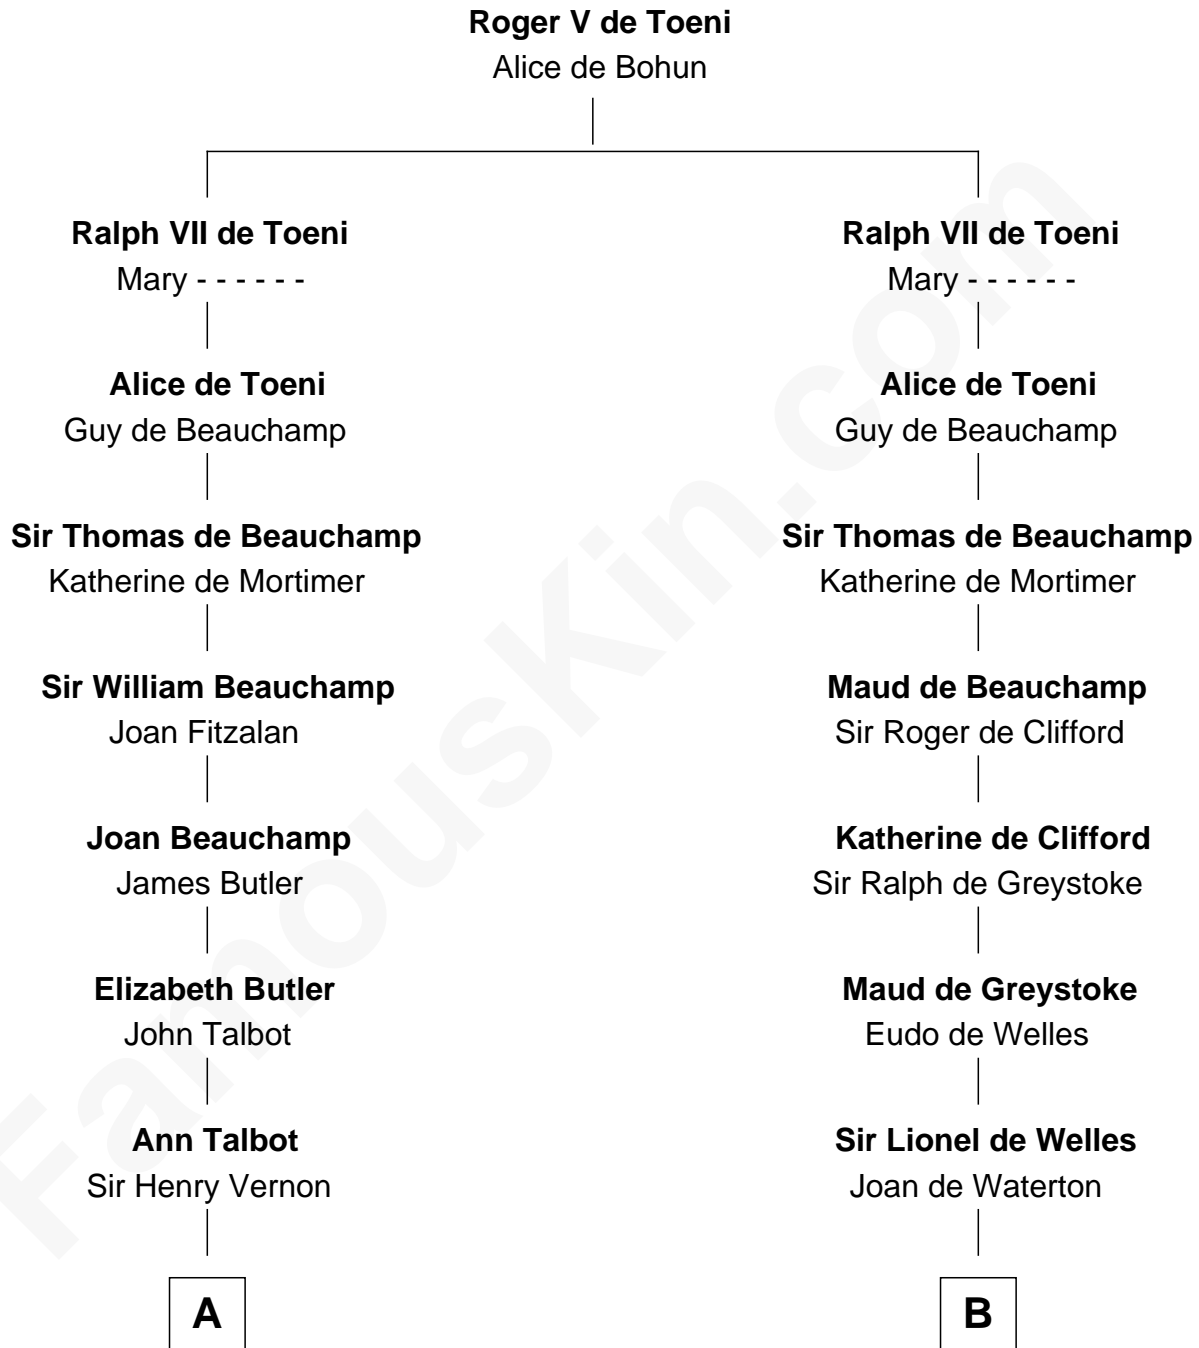 Roger V de Toeni
Alice de Bohun
Ralph VII de Toeni
Mary - - - - - -
Alice de Toeni
Guy de Beauchamp
Sir Thomas de Beauchamp
Katherine de Mortimer
Sir William Beauchamp
Joan Fitzalan
Joan Beauchamp
James Butler
Elizabeth Butler
John Talbot
Ann Talbot
Sir Henry Vernon
A
Ralph VII de Toeni
Mary - - - - - -
Alice de Toeni
Guy de Beauchamp
Sir Thomas de Beauchamp
Katherine de Mortimer
Maud de Beauchamp
Sir Roger de Clifford
Katherine de Clifford
Sir Ralph de Greystoke
Maud de Greystoke
Eudo de Welles
Sir Lionel de Welles
Joan de Waterton
B
FamousKin.com